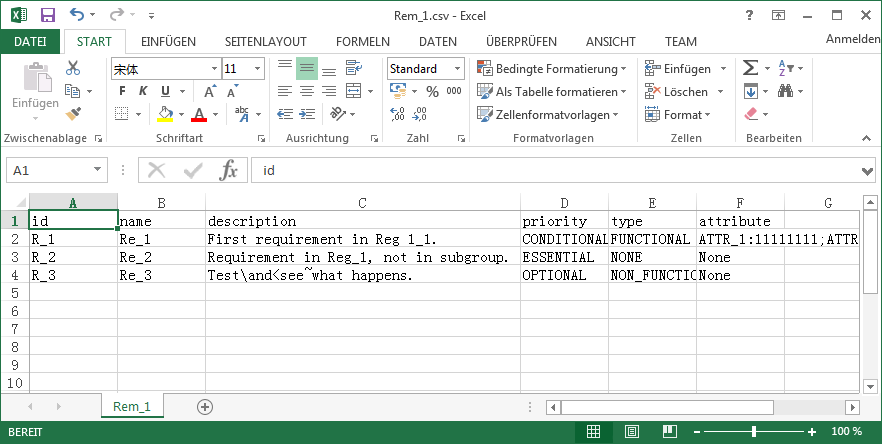 Rem_1.csv - Excel
?
DATEI START EINFÜGEN SEITENLAYOUT FORMELN DATEN ÜBERPRÜFEN ANSICHT TEAM Anmelden
Einfügen
宋体 11
F K U
A A
abc
Standard
% 000
,00
Bedingte Formatierung
Als Tabelle formatieren
Zellenformatvorlagen
Einfügen
Löschen
Format
Zwischenablage Schriftart Ausrichtung Zahl Formatvorlagen Zellen Bearbeiten
A1 fx id
A B C D E F G
1 id name description priority type attribute
2 R_1 Re_1 First requirement in Reg 1_1. CONDITIONAL FUNCTIONAL ATTR_1:11111111;ATTR
3 R_2 Re_2 Requirement in Reg_1, not in subgroup. ESSENTIAL NONE None
4 R_3 Re_3 Test\and<see~what happens. OPTIONAL NON_FUNCTIO None
5
6
7
8
9
10
Rem_1
BEREIT 100 %